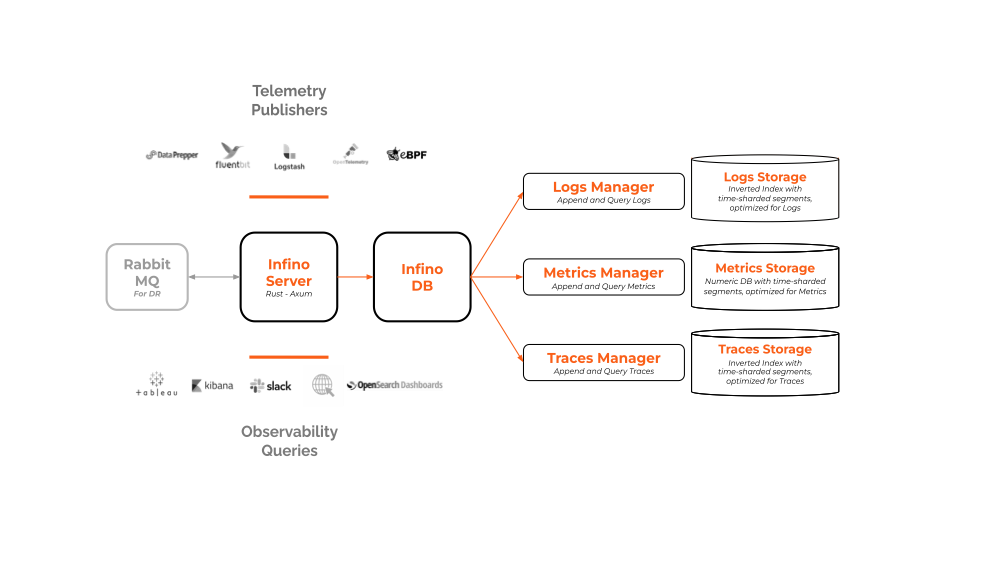 Telemetry
Publishers
Data Prepper
fluentbit
Logstash
OpenTelemetry
eBPF
Rabbit
MQ
For DR
Infino
Server
Rust - Axum
Infino
DB
Logs Manager
Append and Query Logs
Metrics Manager
Append and Query Metrics
Traces Manager
Append and Query Traces
Logs Storage
Inverted Index with
time-sharded segments,
optimized for Logs
Metrics Storage
Numeric DB with time-sharded
segments, optimized for Metrics
Traces Storage
Inverted Index with
time-sharded segments,
optimized for Traces
+ableau
kibana
slack
OpenSearch Dashboards
Observability
Queries